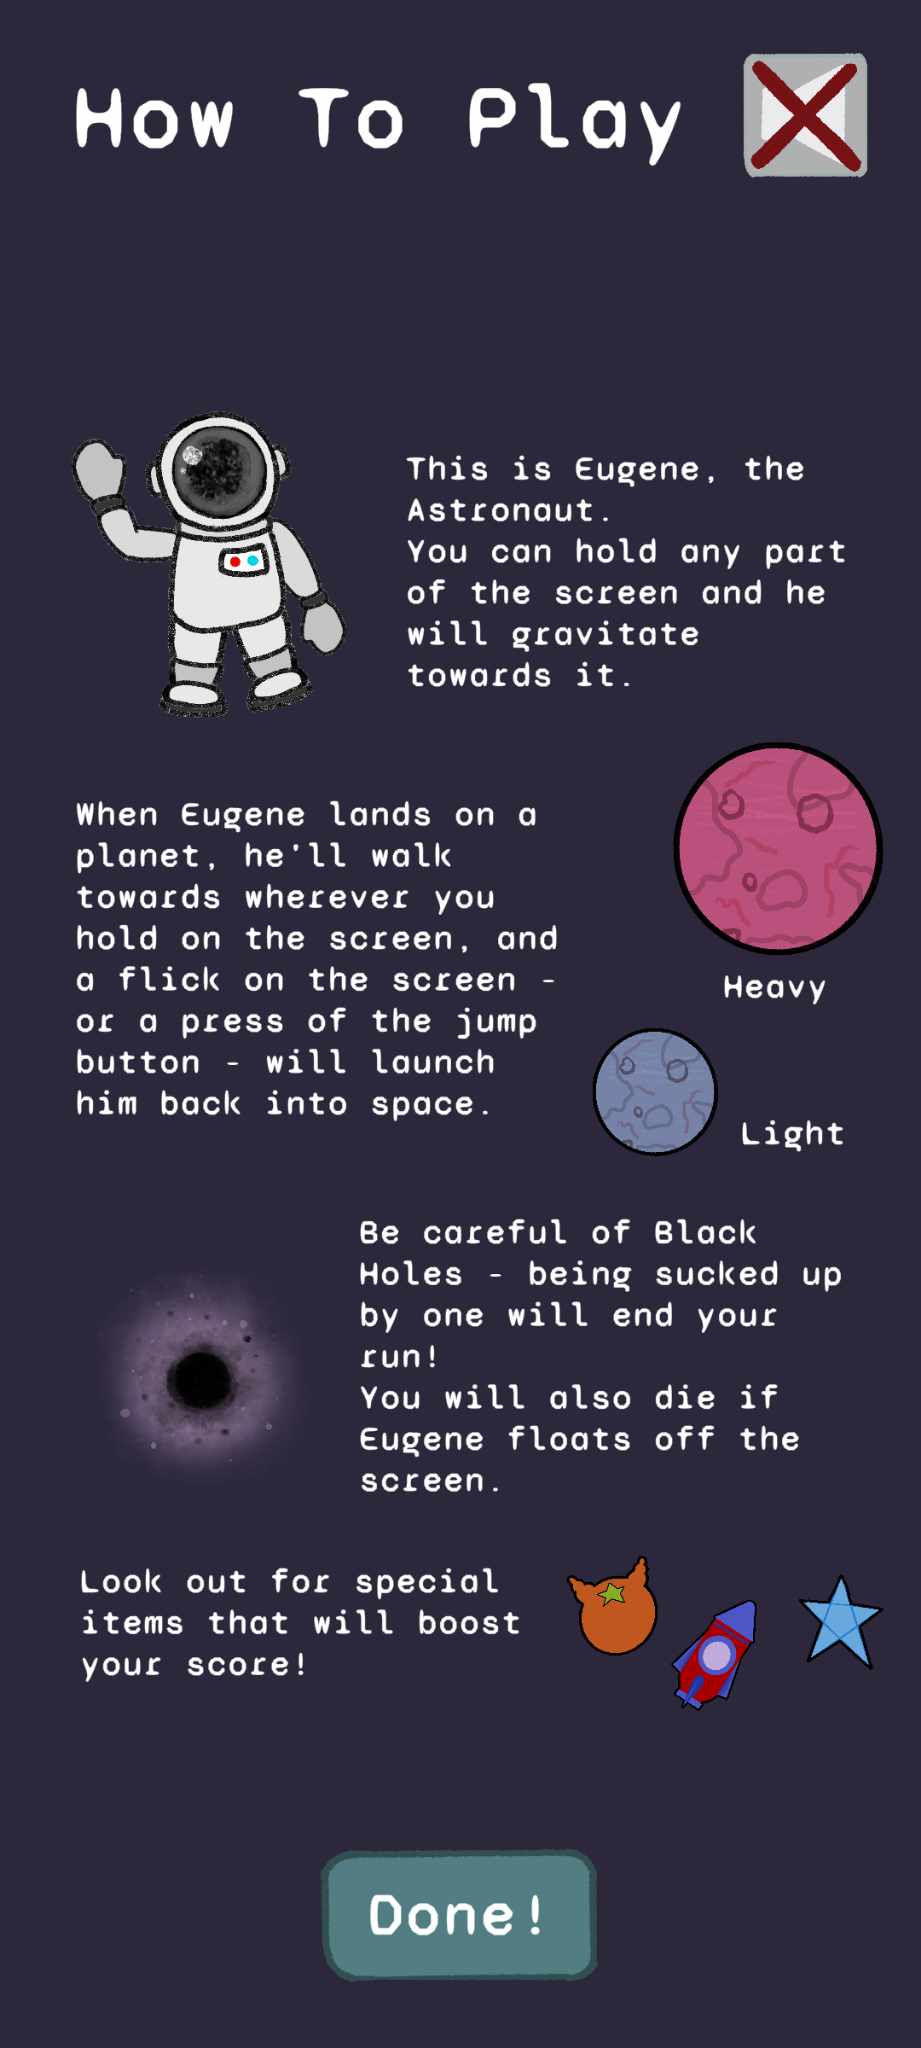 How To Play
This is Eugene, the
Astronaut.
You can hold any part
of the screen and he
will gravitate
towards it.
When Eugene lands on a
planet, he'll walk
towards wherever you
hold on the screen, and
a flick on the screen -
or a press of the jump
button - will launch
him back into space.
Heavy
Light
Be careful of Black
Holes - being sucked up
by one will end your
run!
You will also die if
Eugene floats off the
screen.
Look out for special
items that will boost
your score!
Done!